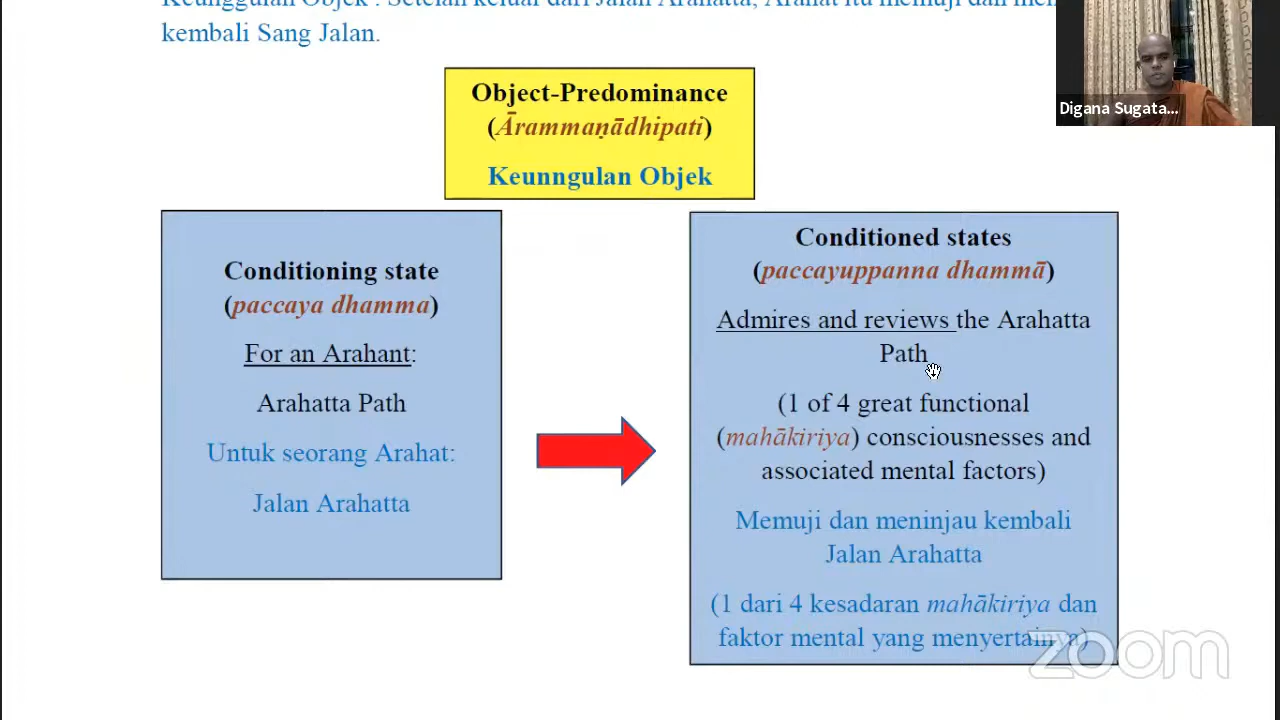 kembali Sang Jalan.
Digana Sugata...
Object-Predominance
(Ārammaṇādhipati)
Keunngulan Objek
Conditioning state
(paccaya dhamma)
For an Arahant:
Arahatta Path
Untuk seorang Arahat:
Jalan Arahatta
Conditioned states
(paccayuppanna dhammā)
Admires and reviews the Arahatta
Path
(1 of 4 great functional
(mahākiriya) consciousnesses and
associated mental factors)
Memuji dan meninjau kembali
Jalan Arahatta
(1 dari 4 kesadaran mahākiriya dan
faktor mental yang menyertainya)
zoom